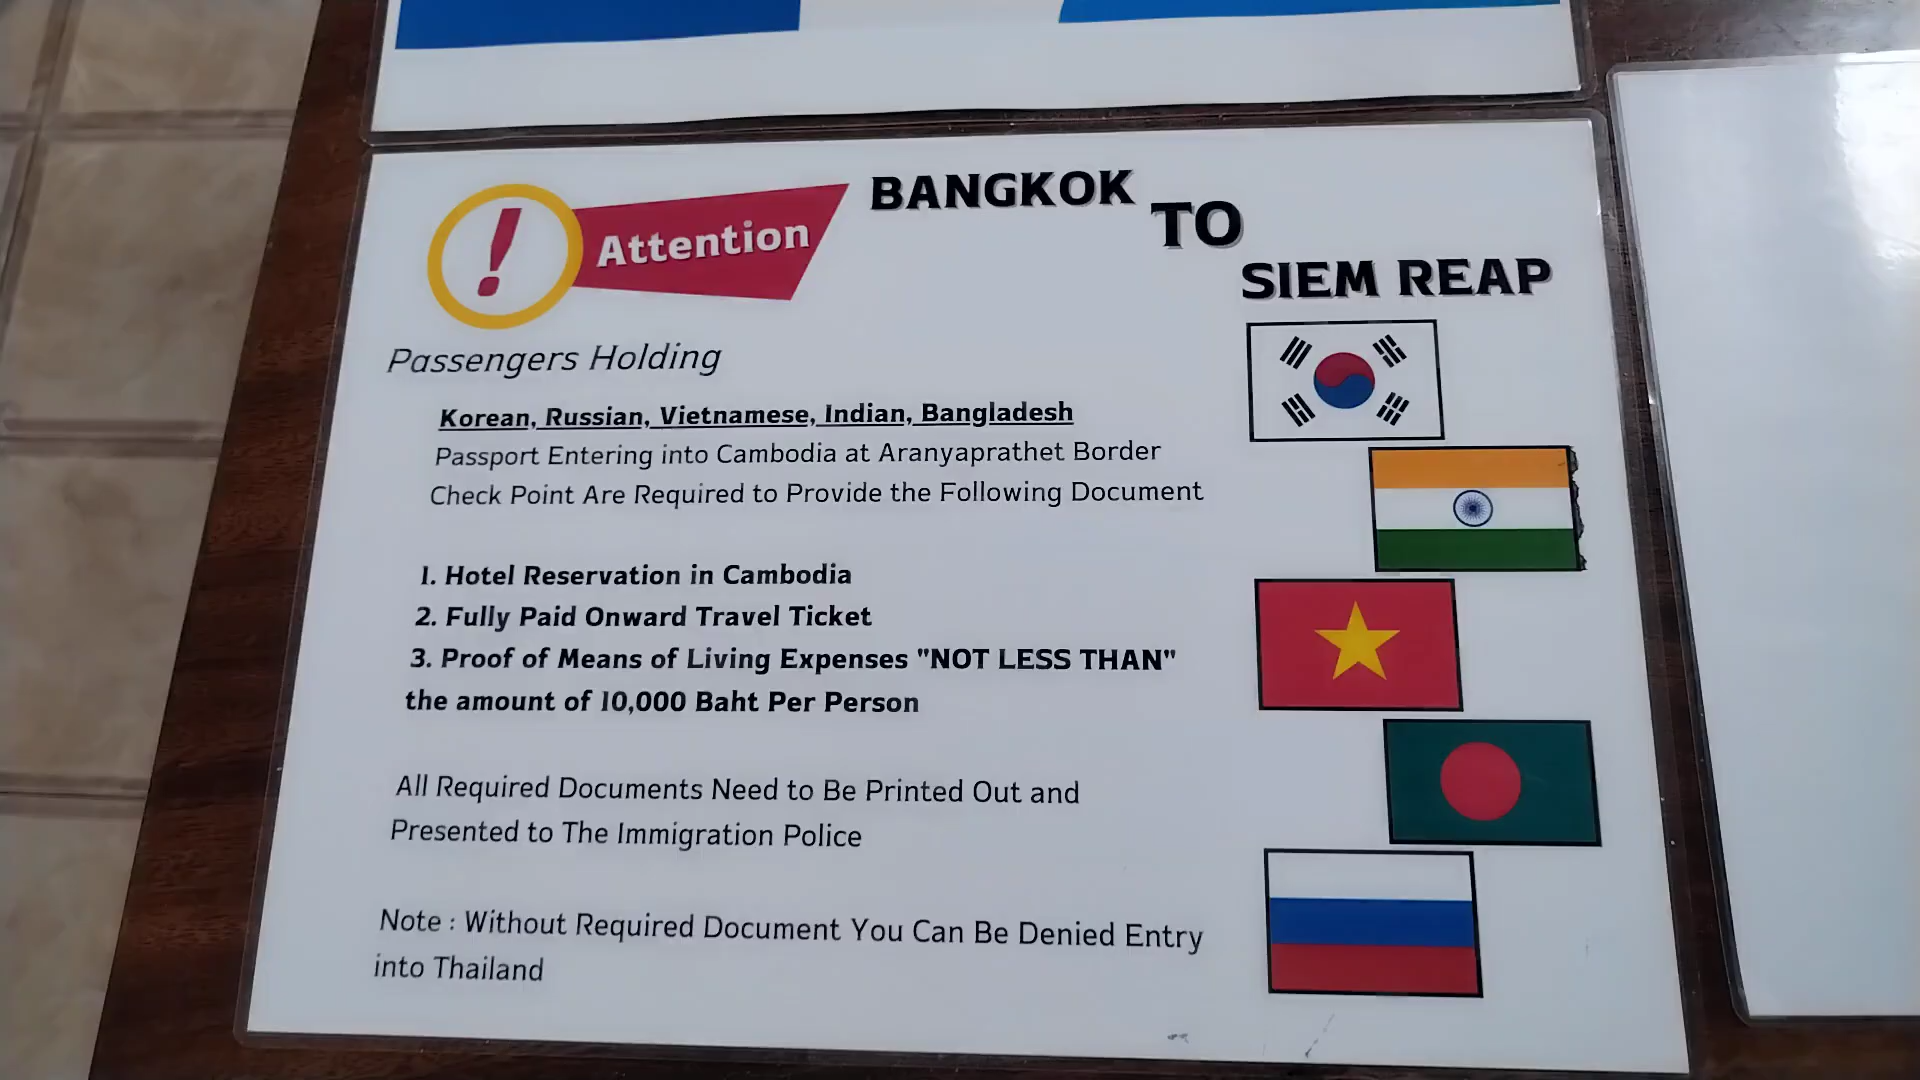 ! Attention
BANGKOK
TO
SIEM REAP
Passengers Holding
Korean, Russian, Vietnamese, Indian, Bangladesh
Passport Entering into Cambodia at Aranyaprathet Border
Check Point Are Required to Provide the Following Document
1. Hotel Reservation in Cambodia
2. Fully Paid Onward Travel Ticket
3. Proof of Means of Living Expenses "NOT LESS THAN"
the amount of 10,000 Baht Per Person
All Required Documents Need to Be Printed Out and
Presented to The Immigration Police
Note : Without Required Document You Can Be Denied Entry
into Thailand